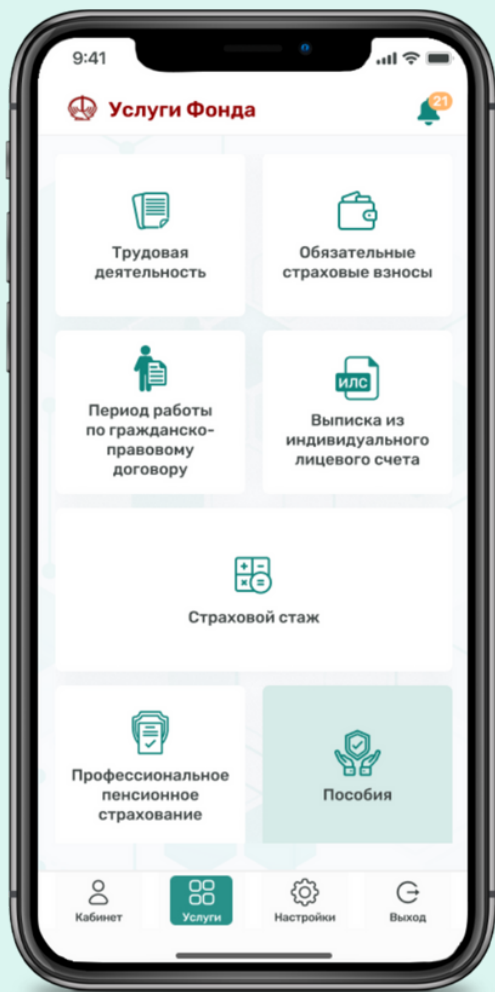 9:41
Услуги Фонда
21
Трудовая
деятельность
Обязательные
страховые взносы
Период работы
по гражданско-
правовому
договору
ИЛС
Выписка из
индивидуального
лицевого счета
Страховой стаж
Профессиональное
пенсионное
страхование
Пособия
Кабинет
Услуги
Настройки
Выход